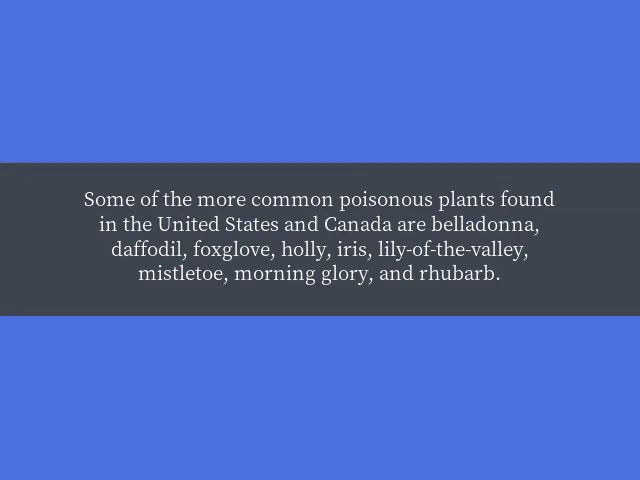 Some of the more common poisonous plants found
in the United States and Canada are belladonna,
daffodil, foxglove, holly, iris, lily-of-the-valley,
mistletoe, morning glory, and rhubarb.